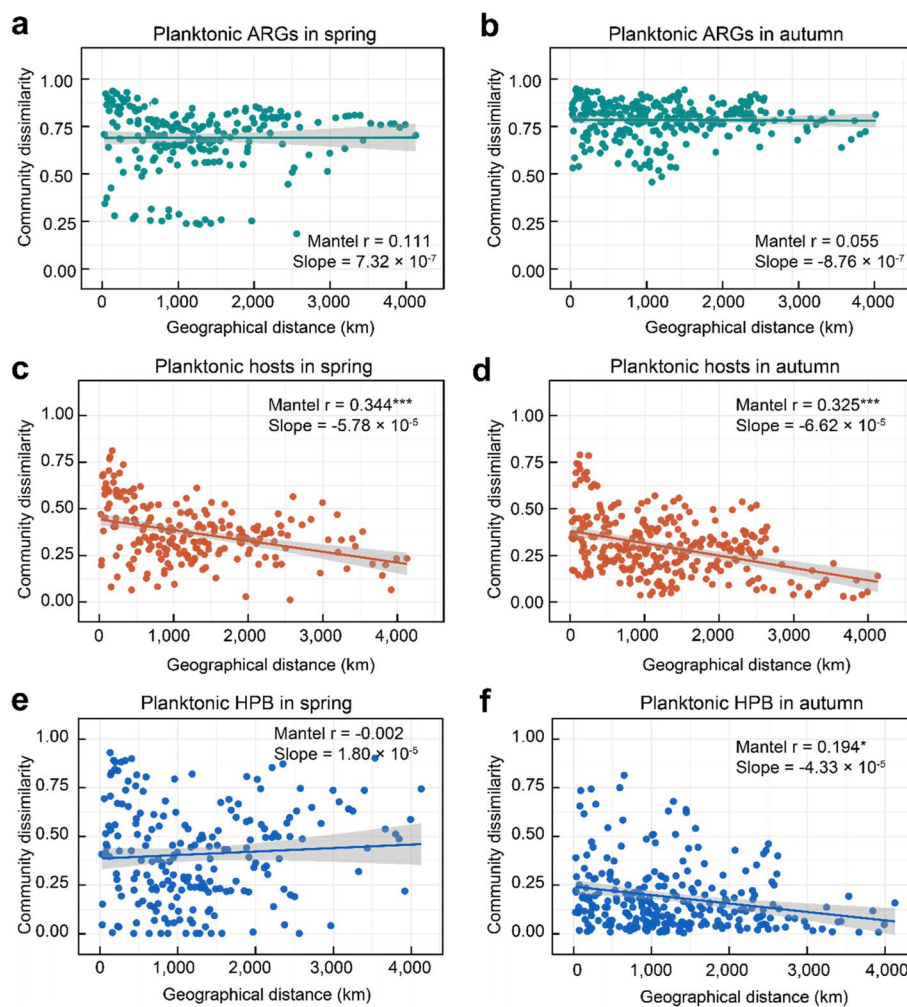 a
Planktonic ARGs in spring
Community dissimilarity
1.00
0.75
0.50
0.25
0.00
Mantel r = 0.111
Slope = 7.32 × 10⁻⁷
0
1,000
2,000
3,000
4,000
Geographical distance (km)
b
Planktonic ARGs in autumn
Community dissimilarity
1.00
0.75
0.50
0.25
0.00
Mantel r = 0.055
Slope = -8.76 × 10⁻⁷
0
1,000
2,000
3,000
4,000
Geographical distance (km)
c
Planktonic hosts in spring
Community dissimilarity
1.00
0.75
0.50
0.25
0.00
Mantel r = 0.344***
Slope = -5.78 × 10⁻⁵
0
1,000
2,000
3,000
4,000
Geographical distance (km)
d
Planktonic hosts in autumn
Community dissimilarity
1.00
0.75
0.50
0.25
0.00
Mantel r = 0.325***
Slope = -6.62 × 10⁻⁵
0
1,000
2,000
3,000
4,000
Geographical distance (km)
e
Planktonic HPB in spring
Community dissimilarity
1.00
0.75
0.50
0.25
0.00
Mantel r = -0.002
Slope = 1.80 × 10⁻⁵
0
1,000
2,000
3,000
4,000
Geographical distance (km)
f
Planktonic HPB in autumn
Community dissimilarity
1.00
0.75
0.50
0.25
0.00
Mantel r = 0.194*
Slope = -4.33 × 10⁻⁵
0
1,000
2,000
3,000
4,000
Geographical distance (km)